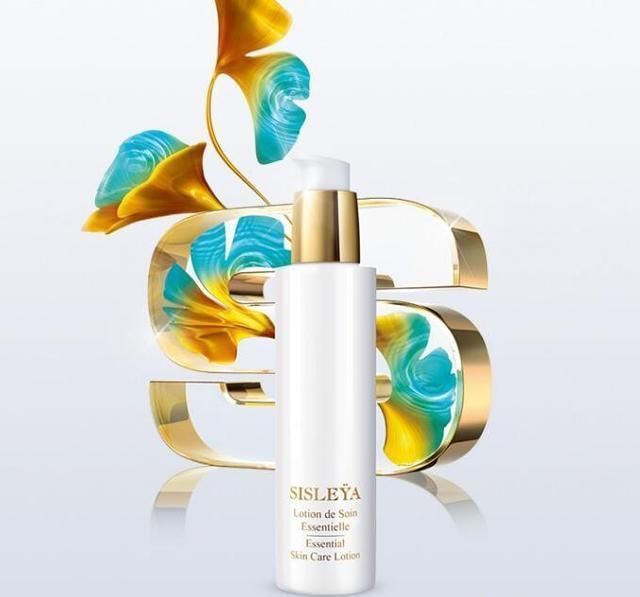 SISLEŸA
Lotion de Soin
Essentielle
Essential
Skin Care Lotion